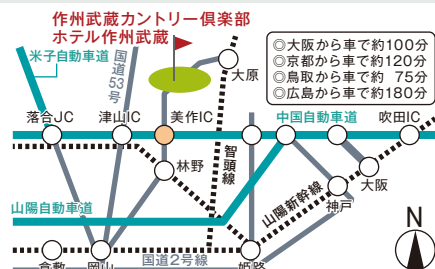 作州武蔵カントリー倶楽部
ホテル作州武蔵
米子自動車道
国道53号
大原
◎大阪から車で約100分
◎京都から車で約120分
◎鳥取から車で約 75分
◎広島から車で約180分
落合JC
津山IC
美作IC
中国自動車道
吹田IC
林野
智頭線
大阪
山陽自動車道
山陽新幹線
神戸
N
国道2号線
倉敷
岡山
姫路